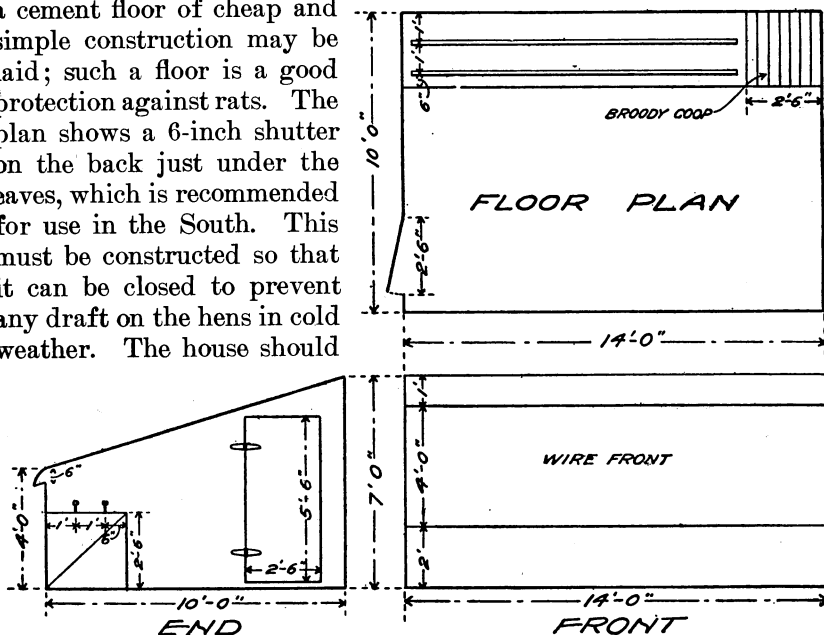 a cement floor of cheap and
simple construction may be
laid; such a floor is a good
protection against rats. The
plan shows a 6-inch shutter
on the back just under the
eaves, which is recommended
for use in the South. This
must be constructed so that
it can be closed to prevent
any draft on the hens in cold
weather. The house should
1'
1'
6"
10'0"
BROODY COOP
2'-6"
FLOOR PLAN
2'-6"
14'-0"
6"
4'-0"
1'
1'
6"
2'-6"
5'-6"
2'-6"
10'-0"
END
7'0"
1'
4'-0"
2'
WIRE FRONT
14'-0"
FRONT